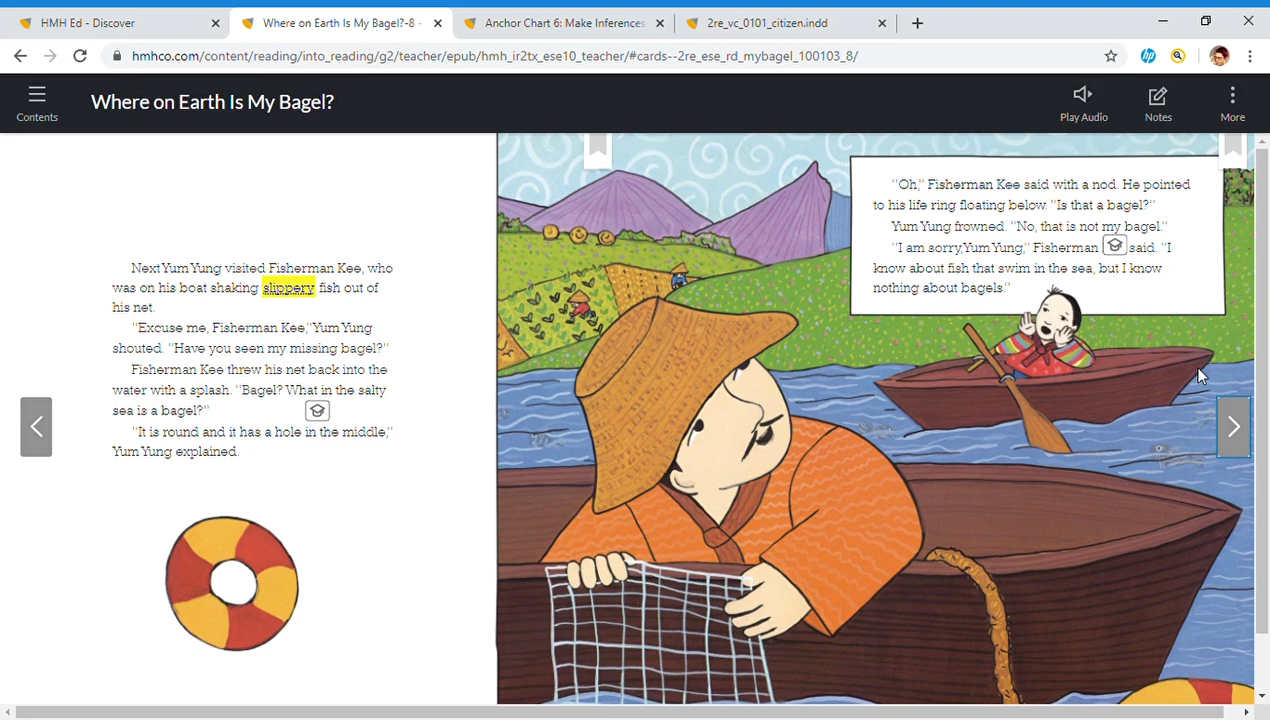 HMH Ed - Discover
Where on Earth Is My Bagel?-8 -
Anchor Chart 6: Make Inferences
2re_vc_0101_citizen.indd
hmhco.com/content/reading/into_reading/g2/teacher/epub/hmh_ir2tx_ese10_teacher/#cards--2re_ese_rd_mybagel_100103_8/
Contents
Where on Earth Is My Bagel?
Play Audio
Notes
More
Next Yum Yung visited Fisherman Kee, who
was on his boat shaking slippery fish out of
his net.
"Excuse me, Fisherman Kee," Yum Yung
shouted. "Have you seen my missing bagel?"
Fisherman Kee threw his net back into the
water with a splash. "Bagel? What in the salty
sea is a bagel?"
"It is round and it has a hole in the middle,"
Yum Yung explained.
"Oh," Fisherman Kee said with a nod. He pointed
to his life ring floating below. "Is that a bagel?"
Yum Yung frowned. "No, that is not my bagel."
"I am sorry, Yum Yung," Fisherman said. "I
know about fish that swim in the sea, but I know
nothing about bagels."